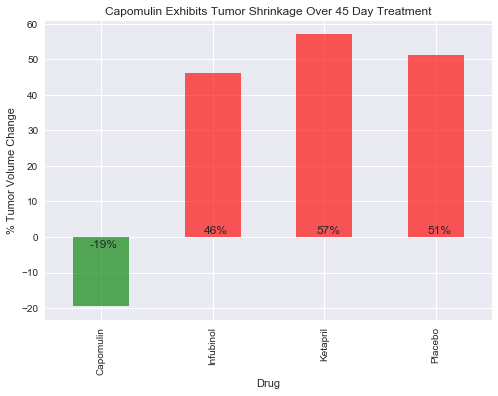 Capomulin Exhibits Tumor Shrinkage Over 45 Day Treatment
% Tumor Volume Change
60
50
40
30
20
10
0
−10
−20
-19%
46%
57%
51%
Capomulin
Infubinol
Ketapril
Placebo
Drug